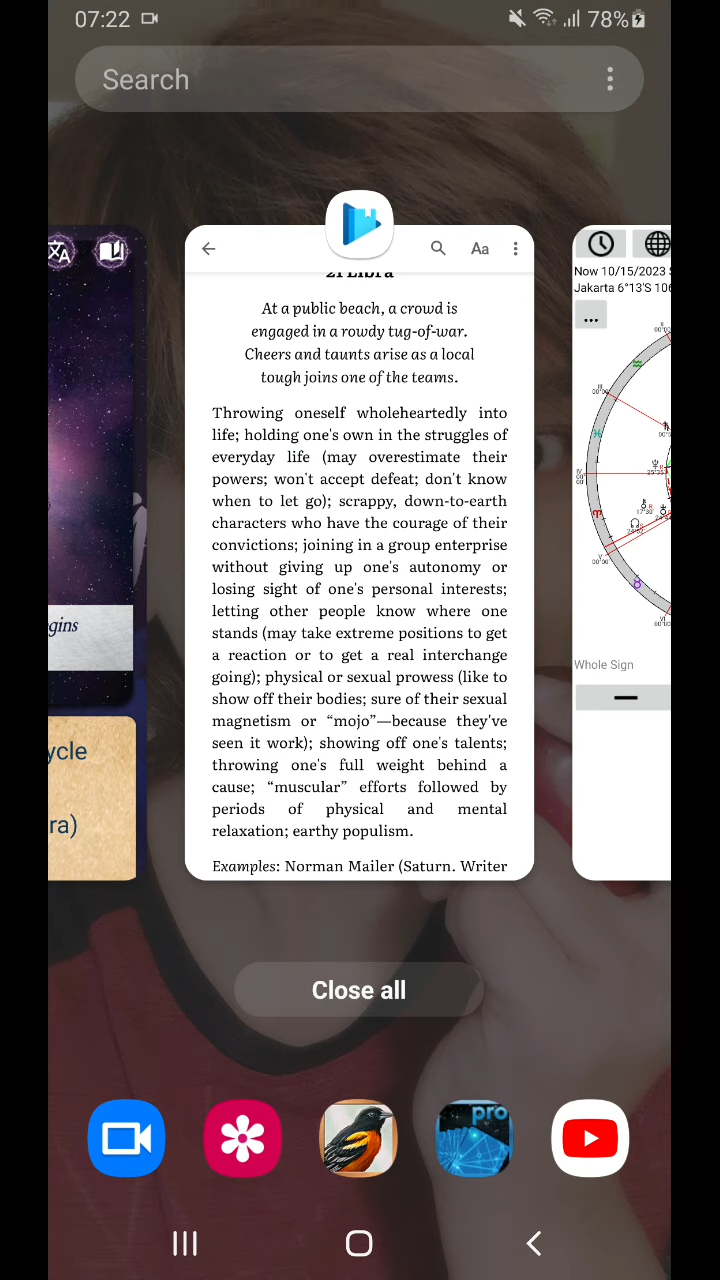 07:22
78%
Search
Aa
21 Libra
At a public beach, a crowd is
engaged in a rowdy tug-of-war.
Cheers and taunts arise as a local
tough joins one of the teams.
Throwing oneself wholeheartedly into
life; holding one's own in the struggles of
everyday life (may overestimate their
powers; won't accept defeat; don't know
when to let go); scrappy, down-to-earth
characters who have the courage of their
convictions; joining in a group enterprise
without giving up one's autonomy or
losing sight of one's personal interests;
letting other people know where one
stands (may take extreme positions to get
a reaction or to get a real interchange
going); physical or sexual prowess (like to
show off their bodies; sure of their sexual
magnetism or “mojo”—because they've
seen it work); showing off one's talents;
throwing one's full weight behind a
cause; “muscular” efforts followed by
periods of physical and mental
relaxation; earthy populism.
Examples: Norman Mailer (Saturn. Writer
gins
ycle
ra)
Now 10/15/2023 S
Jakarta 6°13'S 106
...
Whole Sign
Close all
pro